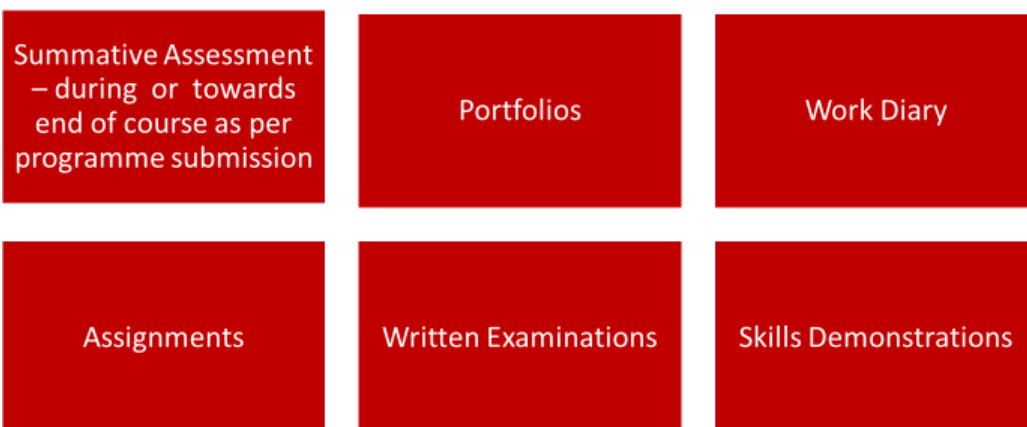 Summative Assessment
– during or towards
end of course as per
programme submission
Portfolios
Work Diary
Assignments
Written Examinations
Skills Demonstrations